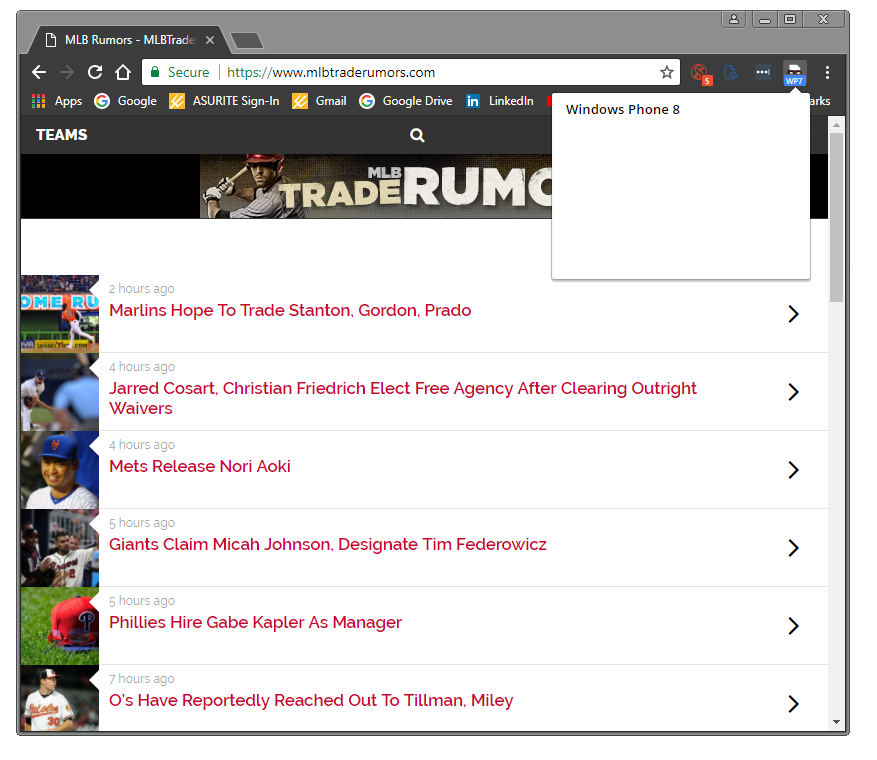 MLB Rumors - MLBTrade
Secure
https://www.mlbtraderumors.com
5
WP7
Apps
Google
ASURITE Sign-In
Gmail
Google Drive
in
LinkedIn
arks
Windows Phone 8
TEAMS
MLB
TRADERUMO
2 hours ago
Marlins Hope To Trade Stanton, Gordon, Prado
4 hours ago
Jarred Cosart, Christian Friedrich Elect Free Agency After Clearing Outright
Waivers
4 hours ago
Mets Release Nori Aoki
5 hours ago
Giants Claim Micah Johnson, Designate Tim Federowicz
5 hours ago
Phillies Hire Gabe Kapler As Manager
7 hours ago
O's Have Reportedly Reached Out To Tillman, Miley